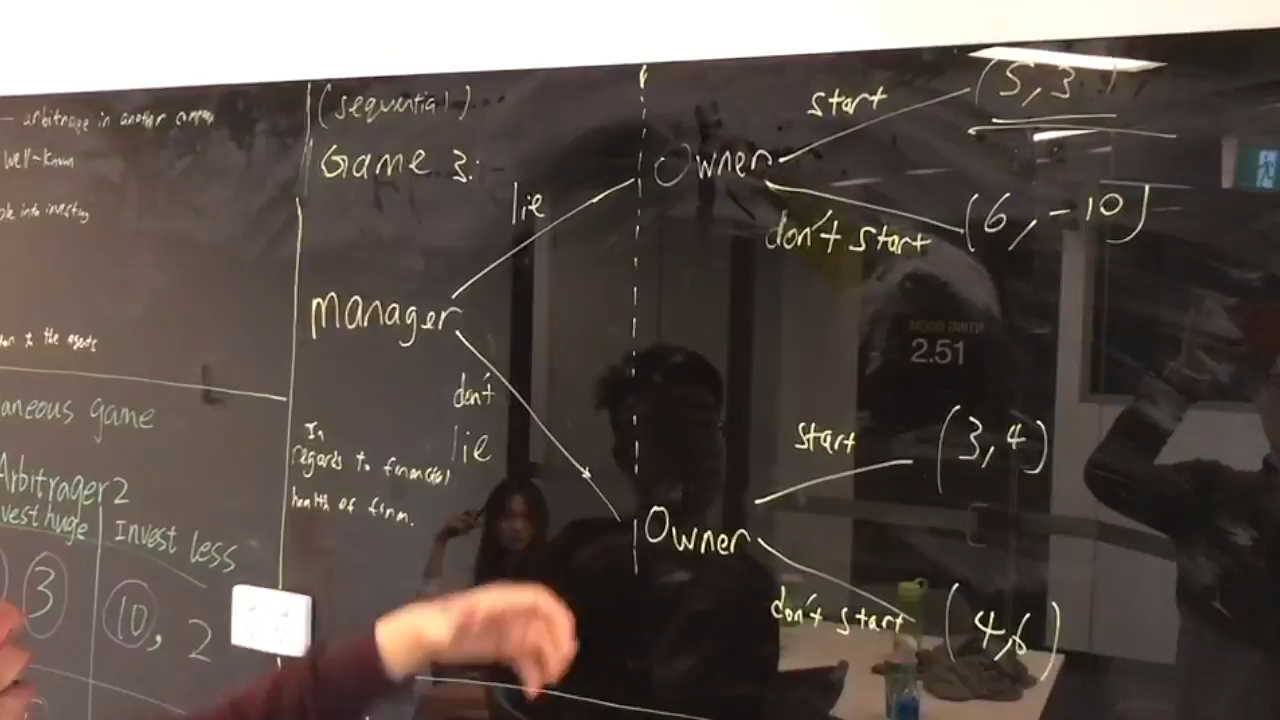 arbitrage in another
well-known
into investing
to the agents
aneous game
Arbitrager 2
vest huge
Invest less
3
10, 2
(sequential)
Game 3:
manager
lie
don't
lie
In
regards to financial
health of firm.
Owner
start
(5, 3)
don't start
(6, -10)
2.51
Owner
start
(3, 4)
don't start
(4, 6)